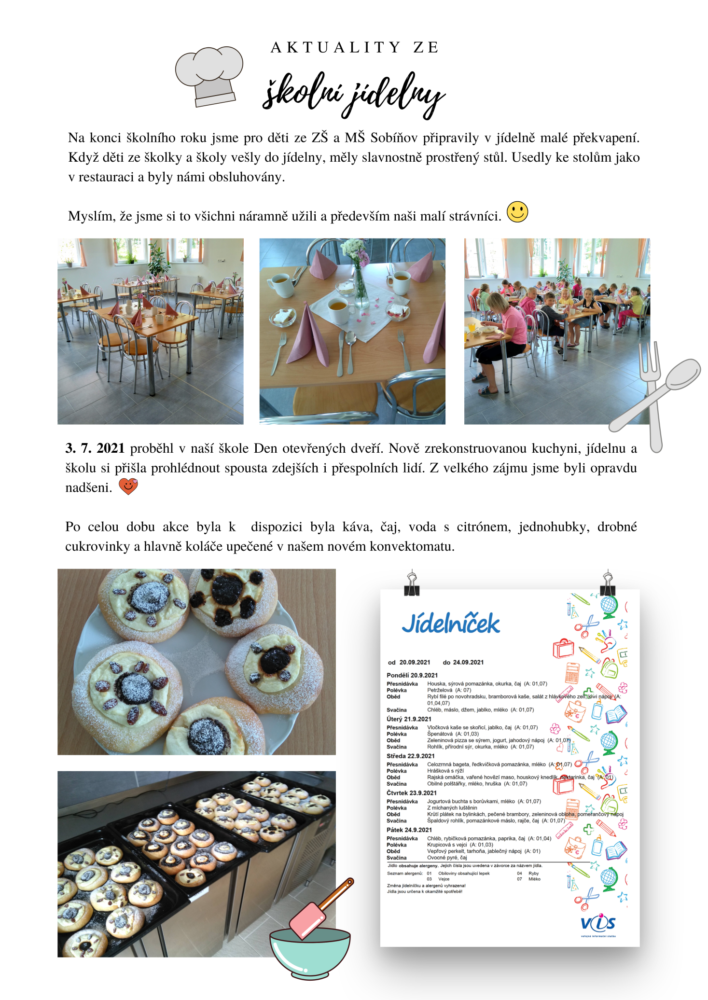 AKTUALITY ZE
školní jídelny
Na konci školního roku jsme pro děti ze ZŠ a MŠ Sobíňov připravily v jídelně malé překvapení.
Když děti ze školky a školy vešly do jídelny, měly slavnostně prostřený stůl. Usedly ke stolům jako
v restauraci a byly námi obsluhovány.
Myslím, že jsme si to všichni náramně užili a především naši malí strávníci.
3. 7. 2021 proběhl v naší škole Den otevřených dveří. Nově zrekonstruovanou kuchyni, jídelnu a
školu si přišla prohlédnout spousta zdejších i přespolních lidí. Z velkého zájmu jsme byli opravdu
nadšeni.
Po celou dobu akce byla k dispozici byla káva, čaj, voda s citrónem, jednohubky, drobné
cukrovinky a hlavně koláče upečené v našem novém konvektomatu.
Jídelníček
od 20.09.2021 do 24.09.2021
Pondělí 20.9.2021
Přesnídávka Houska, sýrová pomazánka, okurka, čaj (A: 01,07)
Polévka Petrželová (A: 07)
Oběd Rybí filé po novohradsku, bramborová kaše, salát z hlávkového zelí, kiwi nápoj (A:
01,04,07)
Svačina Chléb, máslo, džem, jablko, mléko (A: 01,07)
Úterý 21.9.2021
Přesnídávka Vločková kaše se skořicí, jablko, čaj (A: 01,07)
Polévka Špenátová (A: 01,03)
Oběd Zeleninová pizza se sýrem, jogurt, jahodový nápoj (A: 01,07)
Svačina Rohlík, přírodní sýr, okurka, mléko (A: 01,07)
Středa 22.9.2021
Přesnídávka Celozrnná bageta, ředkvičková pomazánka, mléko (A: 01,07)
Polévka Hrášková s rýží
Oběd Rajská omáčka, vařené hovězí maso, houskový knedlík, nektarinka, čaj (A: 01)
Svačina Obilné polštářky, mléko, hruška (A: 01,07)
Čtvrtek 23.9.2021
Přesnídávka Jogurtová buchta s borůvkami, mléko (A: 01,07)
Polévka Z míchaných luštěnin
Oběd Krůtí plátek na bylinkách, pečené brambory, zeleninová obloha, pomerančový nápoj
Svačina Špaldový rohlík, pomazánkové máslo, rajče, čaj (A: 01,07)
Pátek 24.9.2021
Přesnídávka Chléb, rybičková pomazánka, paprika, čaj (A: 01,04)
Polévka Krupicová s vejci (A: 01,03)
Oběd Vepřový perkelt, tarhoňa, jablečný nápoj (A: 01)
Svačina Ovocné pyré, čaj
Jídlo obsahuje alergeny. Jejich čísla jsou uvedena v závorce za názvem jídla.
Seznam alergenů: 01 Obiloviny obsahující lepek 04 Ryby
03 Vejce 07 Mléko
Změna jídelníčku a alergenů vyhrazena!
Jídla jsou určena k okamžité spotřebě!
vis
veřejná informační služba